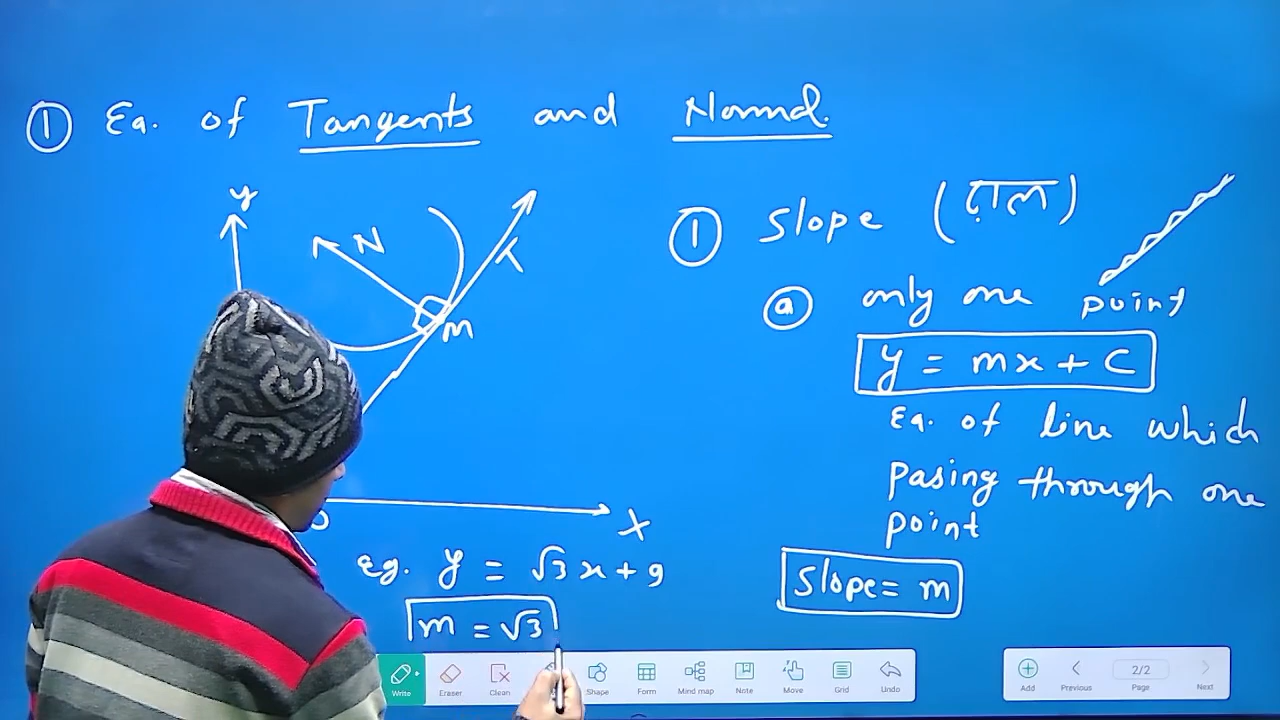 ① Eq. of Tangents and Normal.
y
N
T
M
X
eg. y = √3 x + 9
m = √3
① Slope (ढाल)
ⓐ only one point
y = mx + c
Eq. of line which
pasing through one
point
Slope = m
Write
Eraser
Clean
Shape
Form
Mind map
Note
Move
Grid
Undo
Add
Previous
2/2
Page
Next